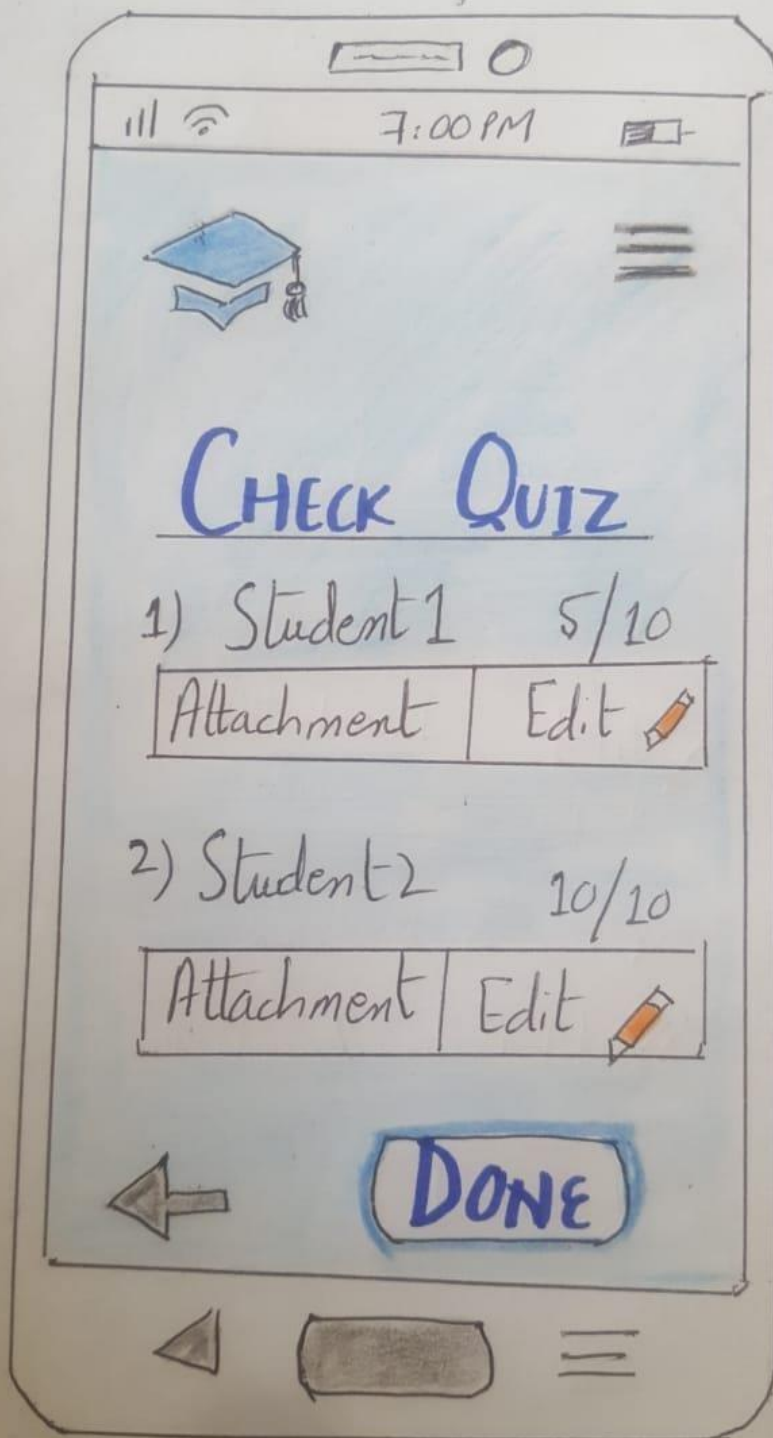 7:00 PM
CHECK QUIZ
1) Student 1 5/10
Attachment Edit
2) Student 2 10/10
Attachment Edit
DONE